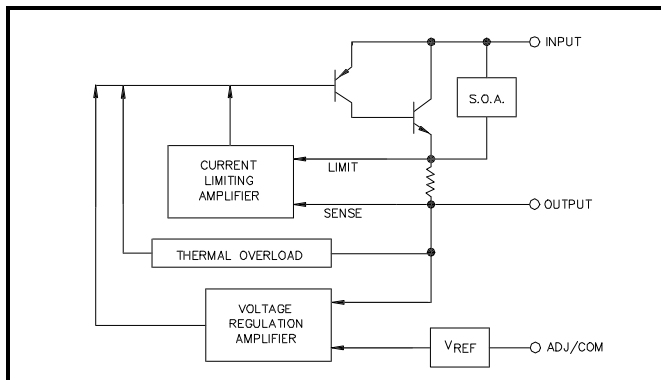 INPUT
S.O.A.
CURRENT
LIMITING
AMPLIFIER
LIMIT
SENSE
OUTPUT
THERMAL OVERLOAD
VOLTAGE
REGULATION
AMPLIFIER
VREF
ADJ/COM